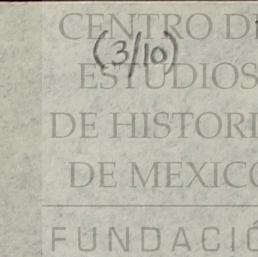 CENTRO D
(3/10)
ESTUDIOS
DE HISTORI
DE MEXICO
FUNDACIÓ